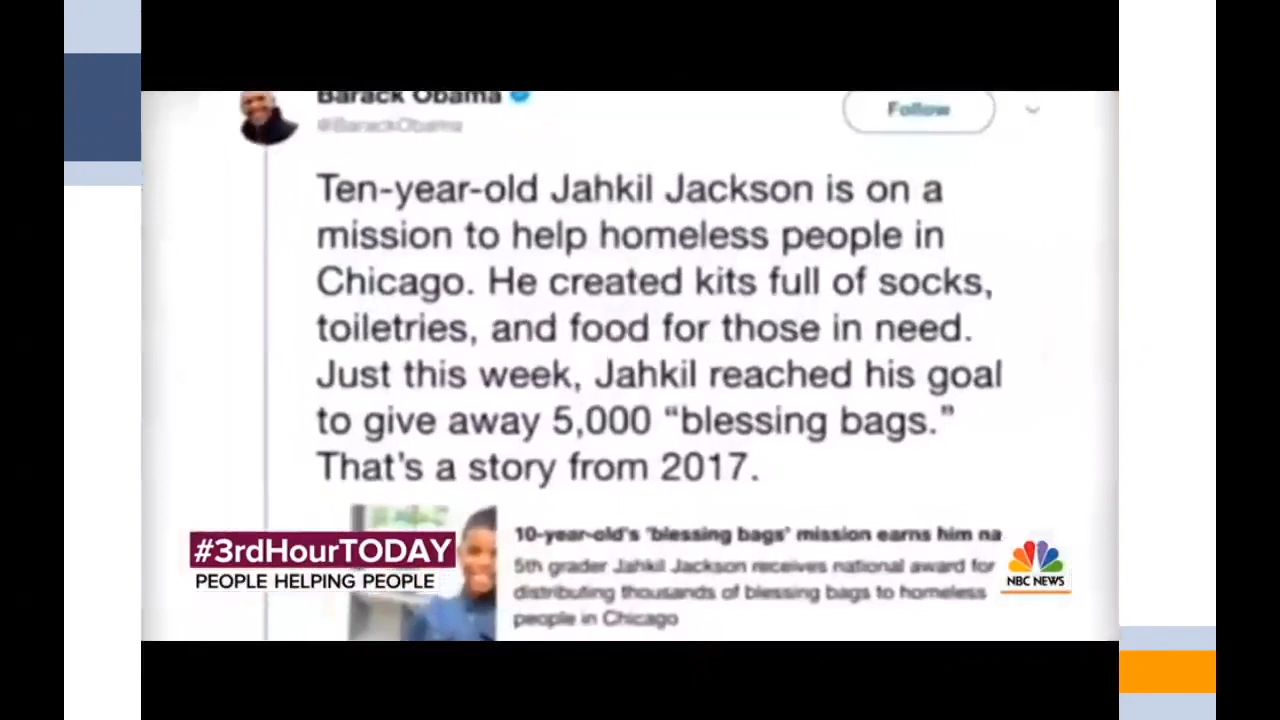 Barack Obama
@BarackObama
Follow
Ten-year-old Jahkil Jackson is on a
mission to help homeless people in
Chicago. He created kits full of socks,
toiletries, and food for those in need.
Just this week, Jahkil reached his goal
to give away 5,000 “blessing bags.”
That’s a story from 2017.
10-year-old's 'blessing bags' mission earns him na
5th grader Jahkil Jackson receives national award for
distributing thousands of blessing bags to homeless
people in Chicago
#3rdHourTODAY
PEOPLE HELPING PEOPLE
NBC NEWS